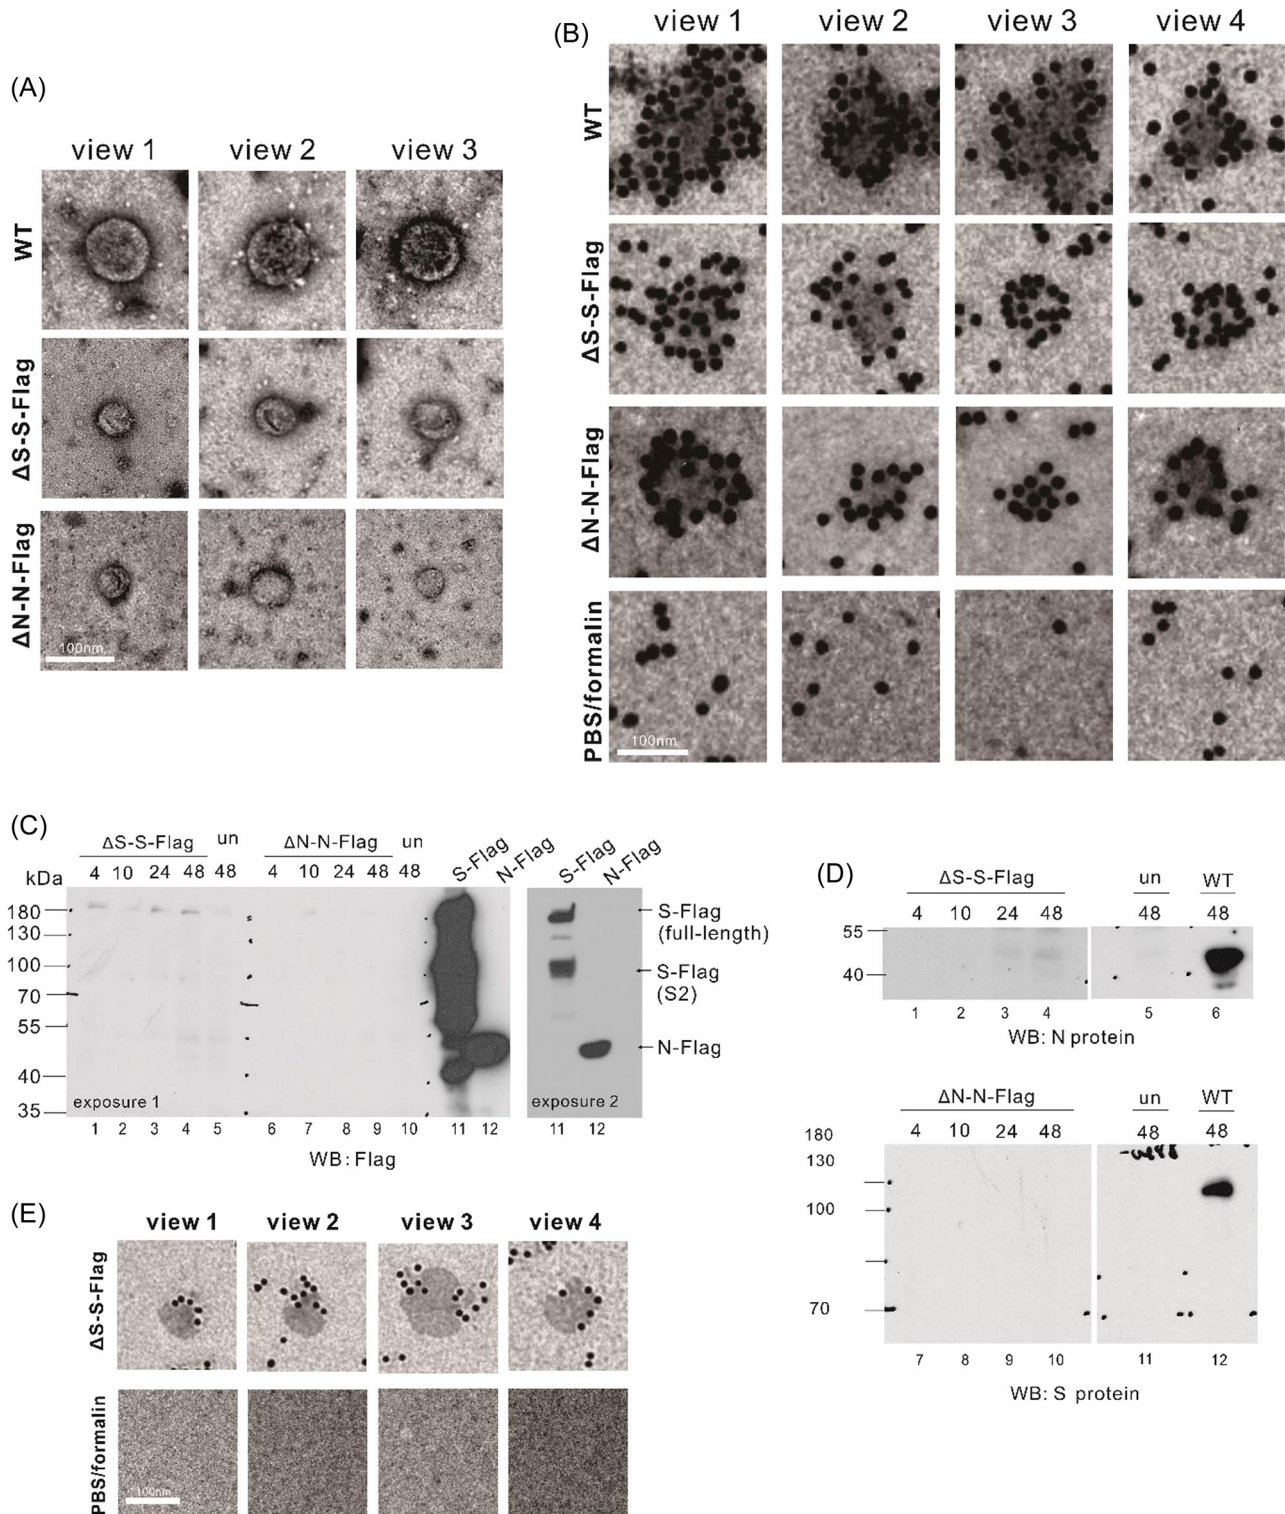 (A)
view 1 view 2 view 3
WT
ΔS-S-Flag
ΔN-N-Flag
100nm
(B)
view 1 view 2 view 3 view 4
WT
ΔS-S-Flag
ΔN-N-Flag
PBS/formalin
100nm
(C)
ΔS-S-Flag un ΔN-N-Flag un S-Flag N-Flag S-Flag N-Flag
kDa 4 10 24 48 48 4 10 24 48 48
180
130
100
70
55
40
35
S-Flag
(full-length)
S-Flag
(S2)
N-Flag
exposure 1 exposure 2
1 2 3 4 5 6 7 8 9 10 11 12 11 12
WB: Flag
(D)
ΔS-S-Flag un WT
4 10 24 48 48 48
55
40
1 2 3 4 5 6
WB: N protein
ΔN-N-Flag un WT
4 10 24 48 48 48
180
130
100
70
7 8 9 10 11 12
WB: S protein
(E)
view 1 view 2 view 3 view 4
ΔS-S-Flag
PBS/formalin
100nm